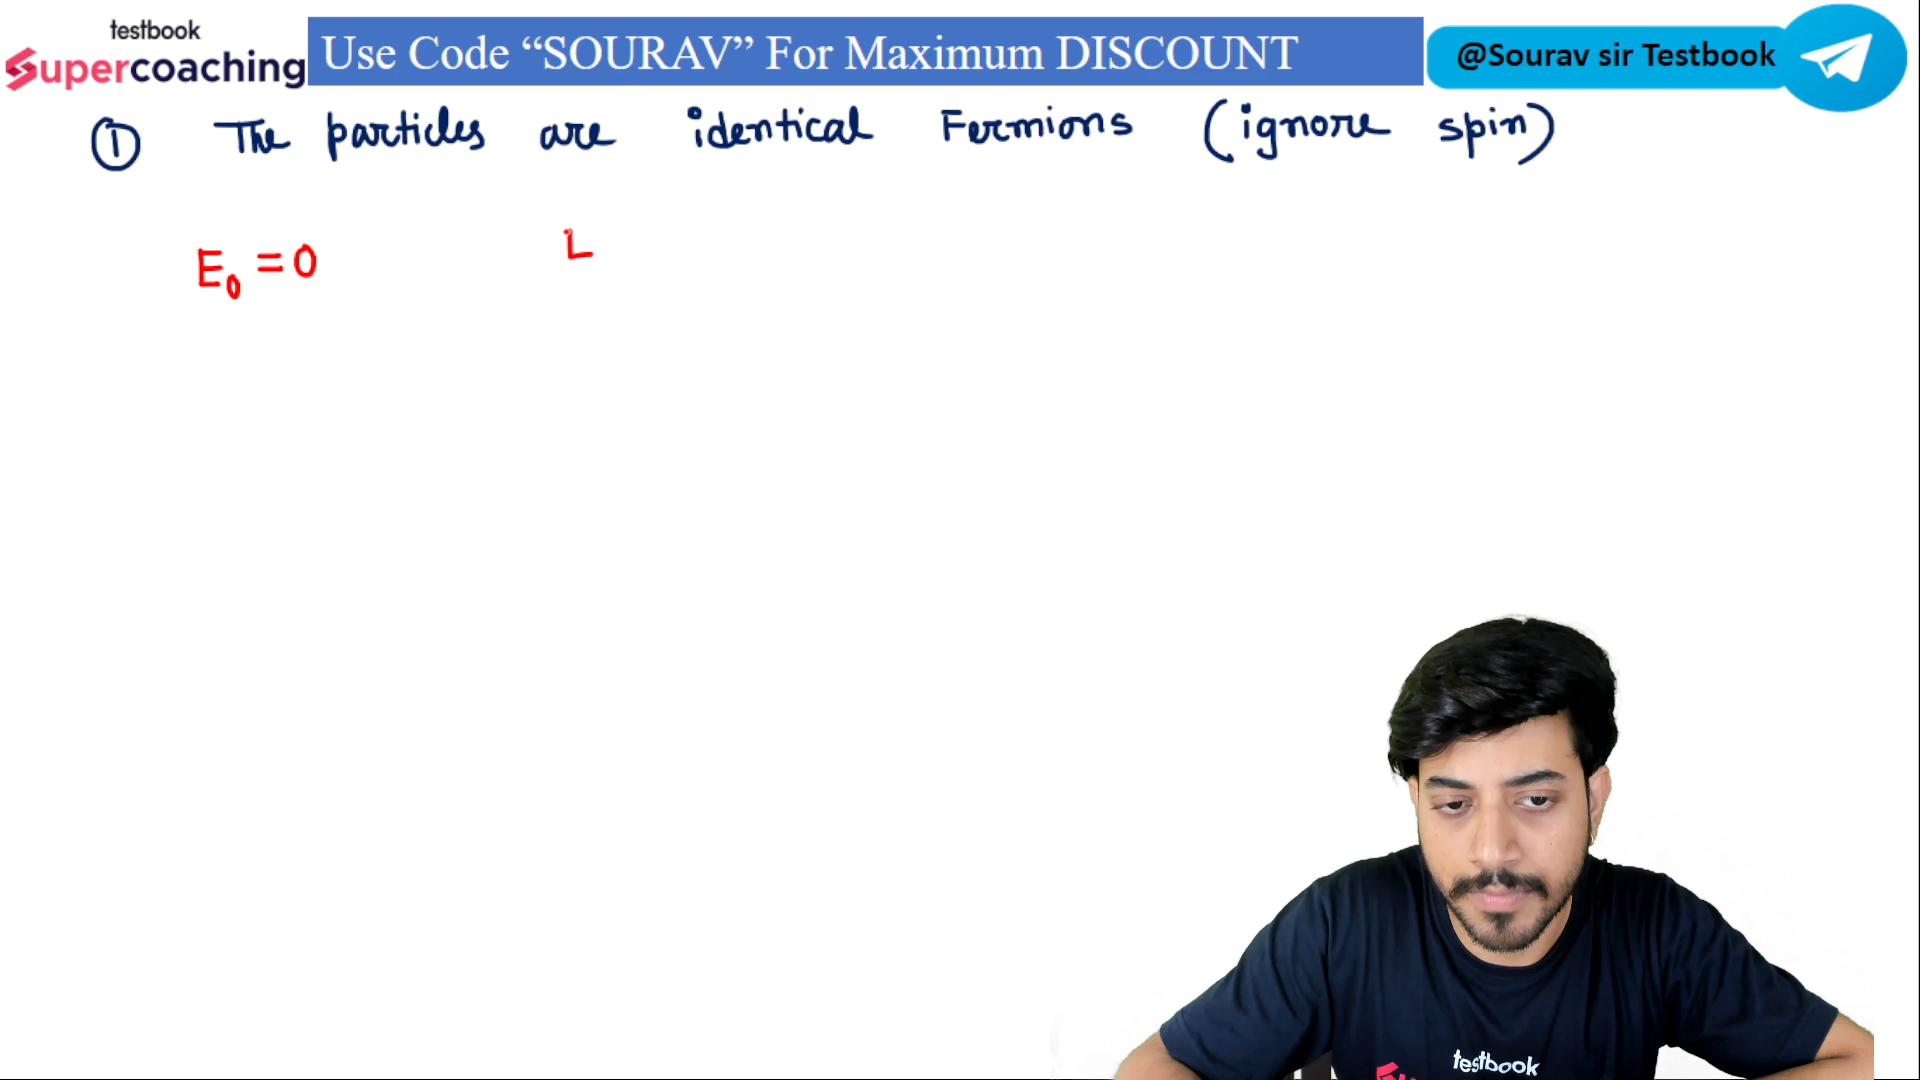 testbook
Supercoaching
Use Code “SOURAV” For Maximum DISCOUNT
@Sourav sir Testbook
① The particles are identical Fermions (ignore spin)
E₀ = 0
testbook